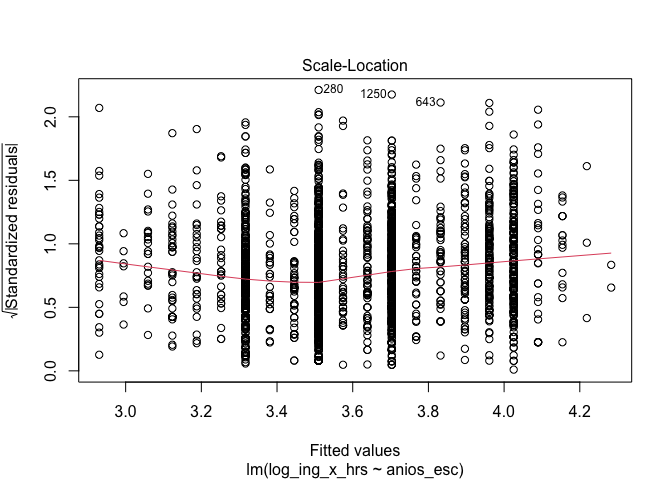 Scale-Location
280
1250
643
√|Standardized residuals|
2.0
1.5
1.0
0.5
0.0
3.0 3.2 3.4 3.6 3.8 4.0 4.2
Fitted values
lm(log_ing_x_hrs ~ anios_esc)